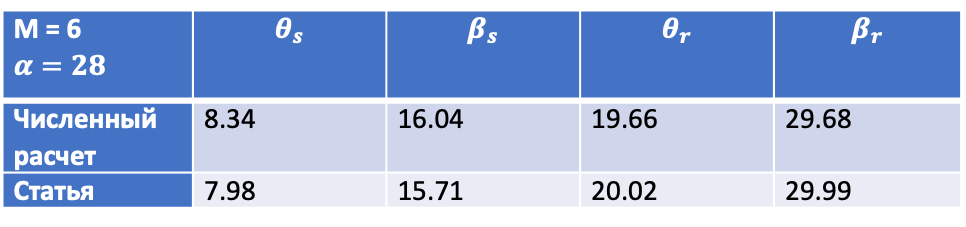 M = 6 θₛ βₛ θᵣ βᵣ
α = 28
Численный расчет 8.34 16.04 19.66 29.68
Статья 7.98 15.71 20.02 29.99